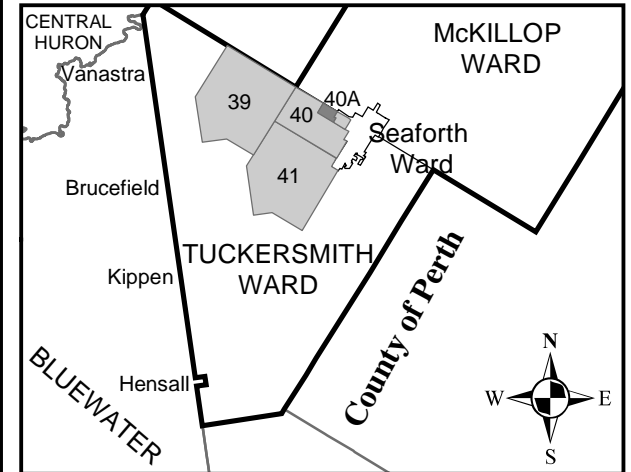 CENTRAL
HURON
McKILLOP
WARD
Vanastra
39
40
40A
Seaforth
Ward
41
Brucefield
TUCKERSMITH
WARD
Kippen
County of Perth
Hensall
BLUEWATER
N
W
E
S